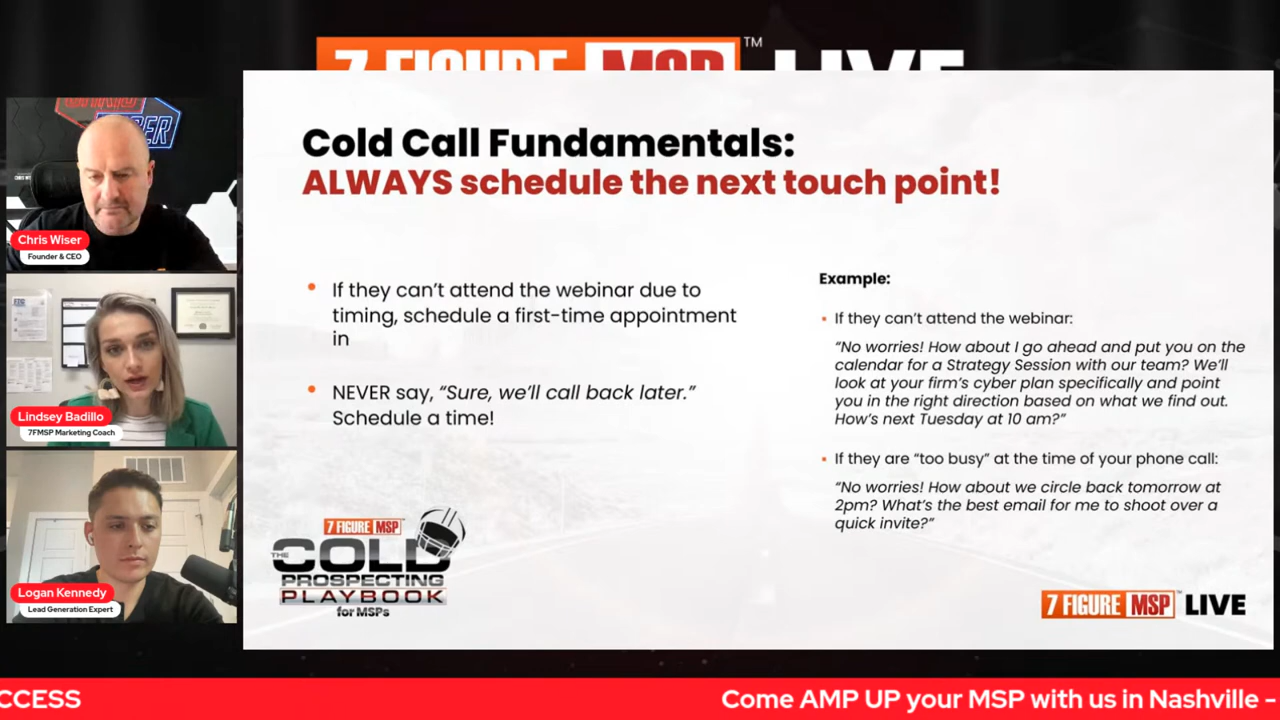 7 FIGURE MSP ™ LIVE
Cold Call Fundamentals:
ALWAYS schedule the next touch point!
• If they can’t attend the webinar due to
timing, schedule a first-time appointment
in
• NEVER say, “Sure, we’ll call back later.”
Schedule a time!
Example:
▪ If they can’t attend the webinar:
“No worries! How about I go ahead and put you on the
calendar for a Strategy Session with our team? We’ll
look at your firm’s cyber plan specifically and point
you in the right direction based on what we find out.
How’s next Tuesday at 10 am?”
▪ If they are “too busy” at the time of your phone call:
“No worries! How about we circle back tomorrow at
2pm? What’s the best email for me to shoot over a
quick invite?”
Chris Wiser
Founder & CEO
Lindsey Badillo
7FMSP Marketing Coach
Logan Kennedy
Lead Generation Expert
7 FIGURE MSP
THE COLD
PROSPECTING
PLAYBOOK
for MSPs
7 FIGURE MSP LIVE
CCESS
Come AMP UP your MSP with us in Nashville -